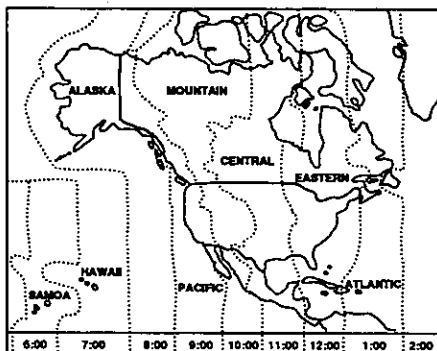 ALASKA MOUNTAIN
CENTRAL
EASTERN
HAWAII
SAMOA
PACIFIC
ATLANTIC
6:00 7:00 8:00 9:00 10:00 11:00 12:00 1:00 2:00